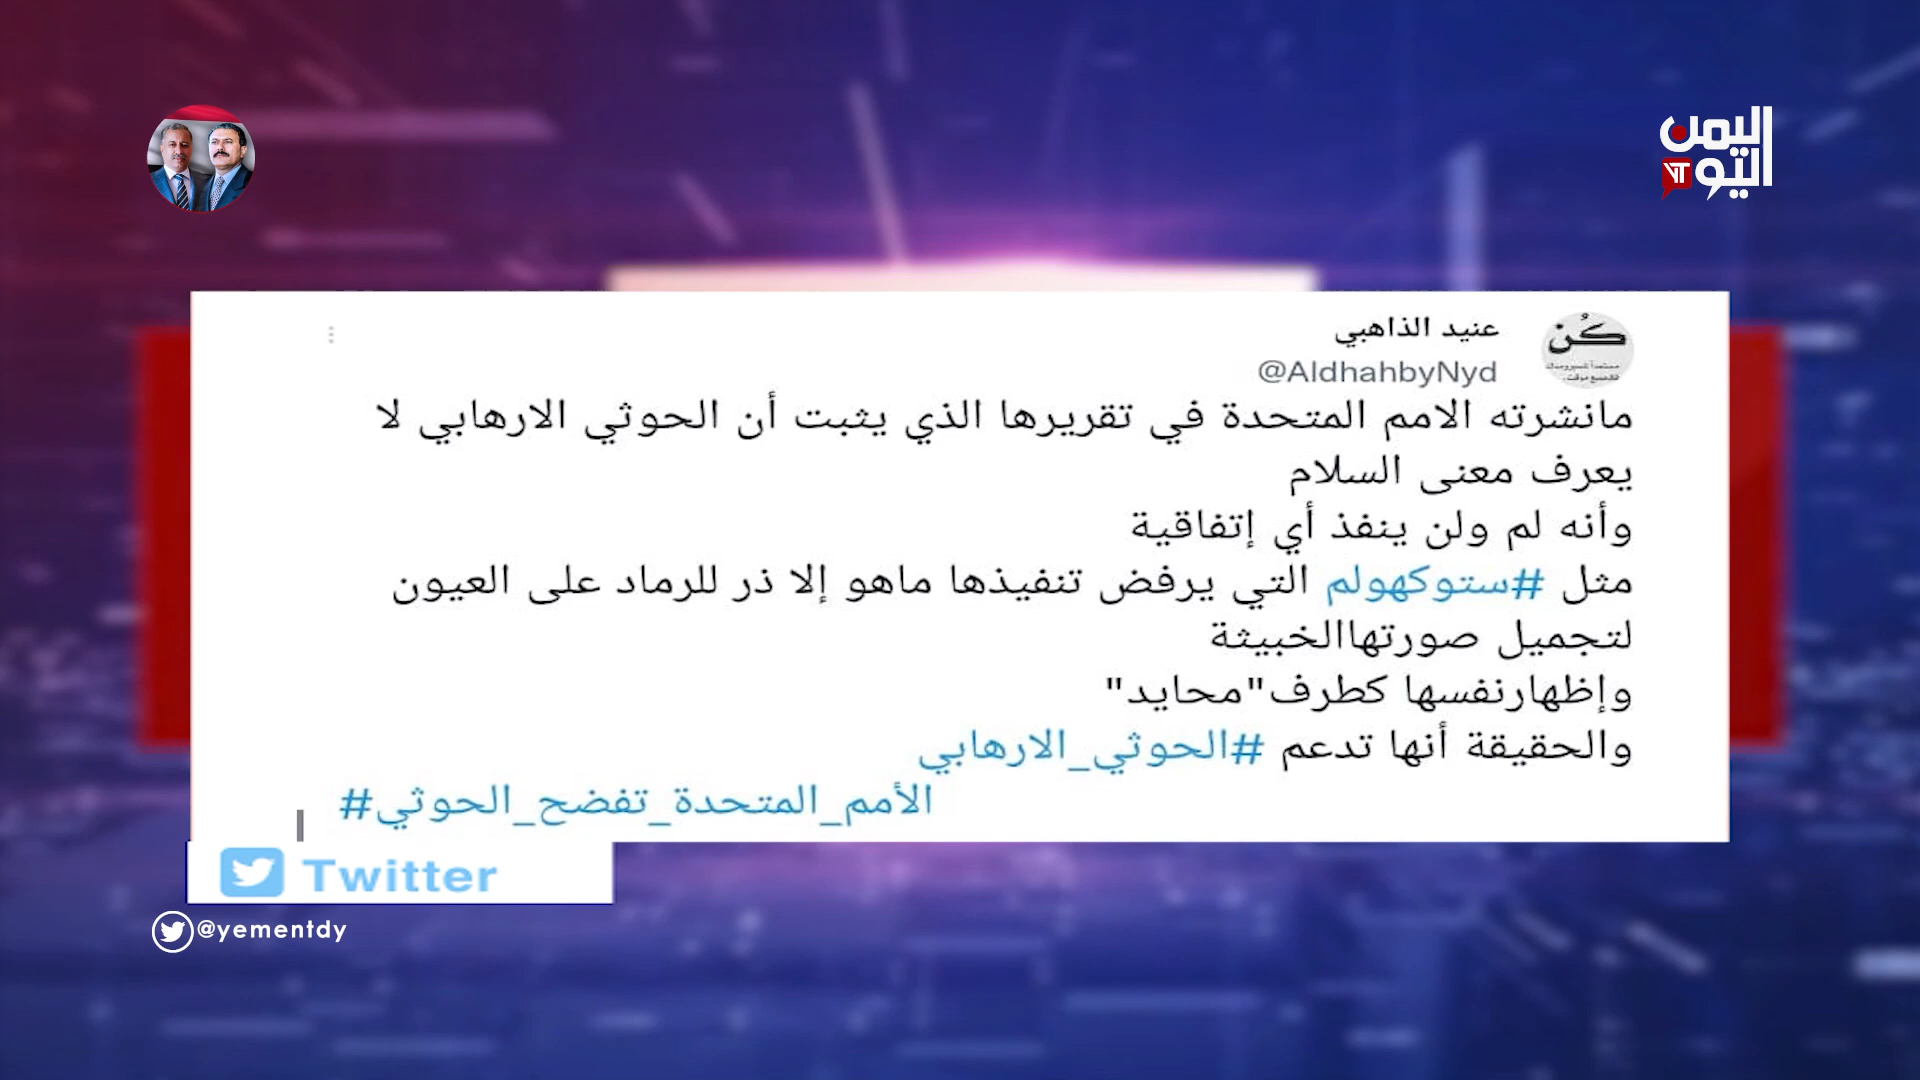 اليمن
اليوم
YT
عنيد الذاهبي
@AldhahbyNyd
كُن
مانشرته الامم المتحدة في تقريرها الذي يثبت أن الحوثي الارهابي لا
يعرف معنى السلام
وأنه لم ولن ينفذ أي إتفاقية
مثل #ستوكهولم التي يرفض تنفيذها ماهو إلا ذر للرماد على العيون
لتجميل صورتهاالخبيثة
وإظهارنفسها كطرف"محايد"
والحقيقة أنها تدعم #الحوثي_الارهابي
الأمم_المتحدة_تفضح_الحوثي#
Twitter
@yementdy